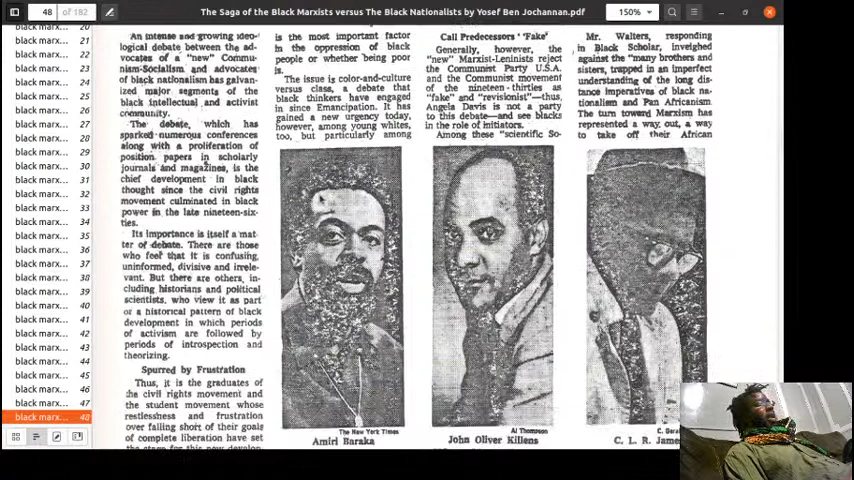 48 of 182
The Saga of the Black Marxists versus The Black Nationalists by Yosef Ben Jochannan.pdf
150%
20
black marx... 21
black marx... 22
black marx... 23
black marx... 24
black marx... 25
black marx... 26
black marx... 27
black marx... 28
black marx... 29
black marx... 30
black marx... 31
black marx... 32
black marx... 33
black marx... 34
black marx... 35
black marx... 36
black marx... 37
black marx... 38
black marx... 39
black marx... 40
black marx... 41
black marx... 42
black marx... 43
black marx... 44
black marx... 45
black marx... 46
black marx... 47
black marx... 48
An intense and growing ideo-
logical debate between the ad-
vocates of a "new" Commu-
nism-Socialism and advocates
of black nationalism has galvan-
ized major segments of the
black intellectual and activist
community.
The debate, which has
sparked numerous conferences
along with a proliferation of
position papers in scholarly
journals and magazines, is the
chief development in black
thought since the civil rights
movement culminated in black
power in the late nineteen-six-
ties.
Its importance is itself a mat-
ter of debate. There are those
who feel that it is confusing,
uninformed, divisive and irrele-
vant. But there are others, in-
cluding historians and political
scientists, who view it as part
of a historical pattern of black
development in which periods
of activism are followed by
periods of introspection and
theorizing.
Spurred by Frustration
Thus, it is the graduates of
the civil rights movement and
the student movement whose
restlessness and frustration
over falling short of their goals
of complete liberation have set
is the most important factor
in the oppression of black
people or whether being poor
is.
The issue is color-and-culture
versus class, a debate that
black thinkers have engaged
in since Emancipation. It has
gained a new urgency today,
however, among young whites,
too, but particularly among
The New York Times
Amiri Baraka
Call Predecessors 'Fake'
Generally, however, the
"new" Marxist-Leninists reject
the Communist Party U.S.A.
and the Communist movement
of the nineteen-thirties as
"fake" and "revisionist"—thus,
Angela Davis is not a party
to this debate—and see blacks
in the role of initiators.
Among these "scientific So-
Al Thompson
John Oliver Killens
Mr. Walters, responding
in Black Scholar, inveighed
against the "many brothers and
sisters, trapped in an imperfect
understanding of the long dis-
tance imperatives of black na-
tionalism and Pan Africanism.
The turn toward Marxism has
represented a way out, a way
to take off their African
C. L. R. Jame